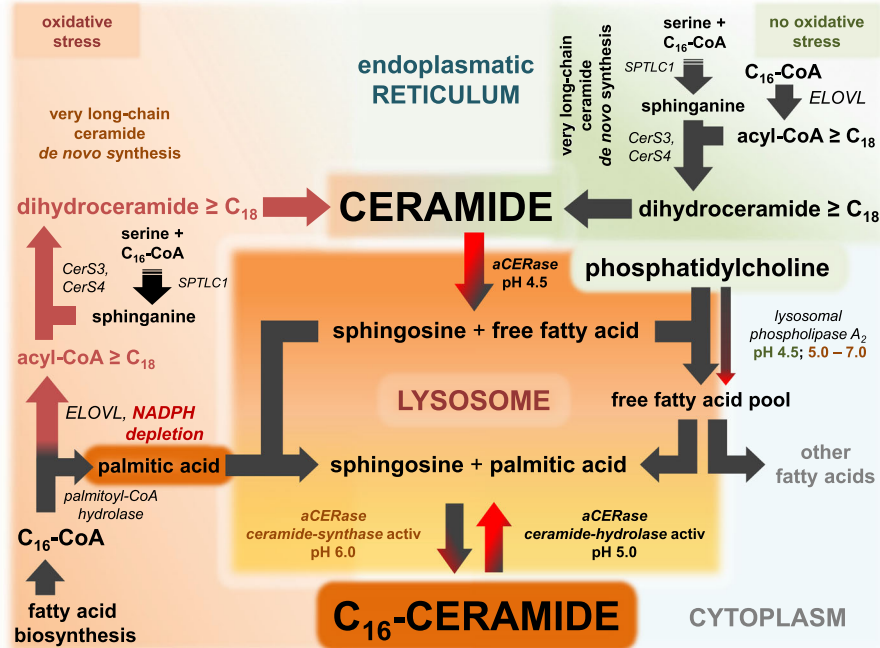 oxidative
stress
no oxidative
stress
endoplasmatic
RETICULUM
very long-chain
ceramide
de novo synthesis
serine +
C₁₆-CoA
SPTLC1
sphinganine
C₁₆-CoA
ELOVL
acyl-CoA ≥ C₁₈
CerS3,
CerS4
dihydroceramide ≥ C₁₈
very long-chain
ceramide
de novo synthesis
dihydroceramide ≥ C₁₈
CERAMIDE
serine +
C₁₆-CoA
SPTLC1
CerS3,
CerS4
sphinganine
acyl-CoA ≥ C₁₈
ELOVL, NADPH
depletion
palmitic acid
palmitoyl-CoA
hydrolase
C₁₆-CoA
fatty acid
biosynthesis
aCERase
pH 4.5
phosphatidylcholine
sphingosine + free fatty acid
lysosomal
phospholipase A₂
pH 4.5; 5.0 – 7.0
LYSOSOME
free fatty acid pool
sphingosine + palmitic acid
other
fatty acids
aCERase
ceramide-synthase activ
pH 6.0
aCERase
ceramide-hydrolase activ
pH 5.0
C₁₆-CERAMIDE
CYTOPLASM